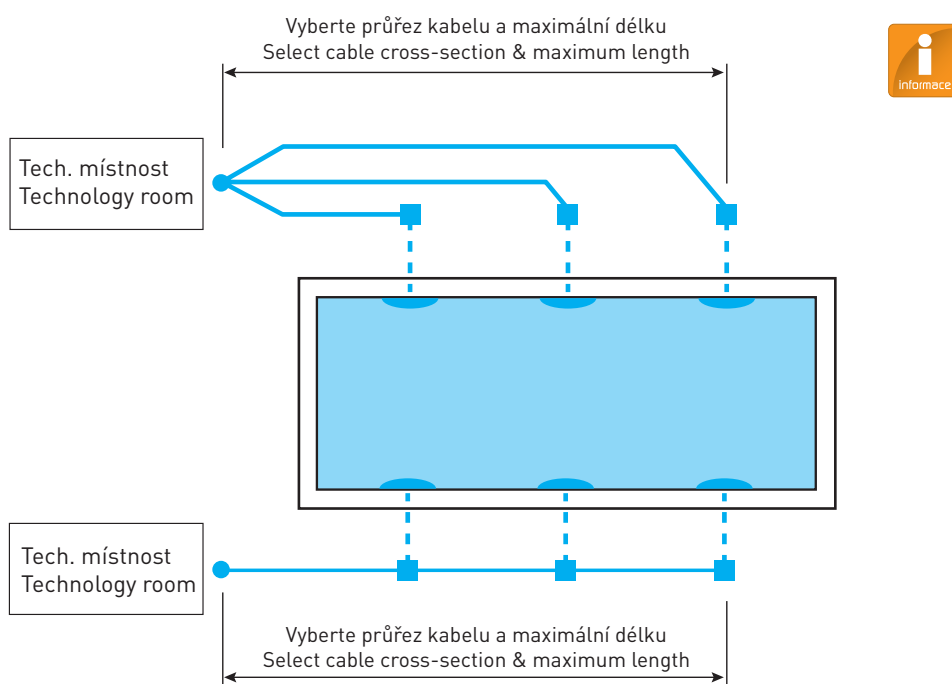 Vyberte průřez kabelu a maximální délku
Select cable cross-section & maximum length
informace
Tech. místnost
Technology room
Tech. místnost
Technology room
Vyberte průřez kabelu a maximální délku
Select cable cross-section & maximum length